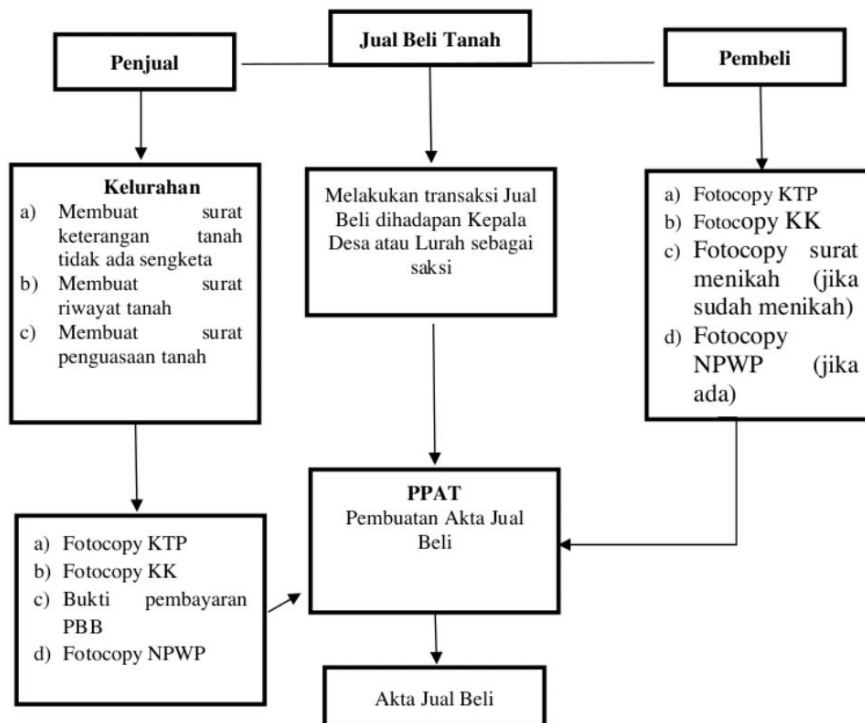 Jual Beli Tanah
Penjual
Pembeli
Kelurahan
a) Membuat surat
keterangan tanah
tidak ada sengketa
b) Membuat surat
riwayat tanah
c) Membuat surat
penguasaan tanah
Melakukan transaksi Jual
Beli dihadapan Kepala
Desa atau Lurah sebagai
saksi
a) Fotocopy KTP
b) Fotocopy KK
c) Fotocopy surat
menikah (jika
sudah menikah)
d) Fotocopy
NPWP (jika
ada)
a) Fotocopy KTP
b) Fotocopy KK
c) Bukti pembayaran
PBB
d) Fotocopy NPWP
PPAT
Pembuatan Akta Jual
Beli
Akta Jual Beli